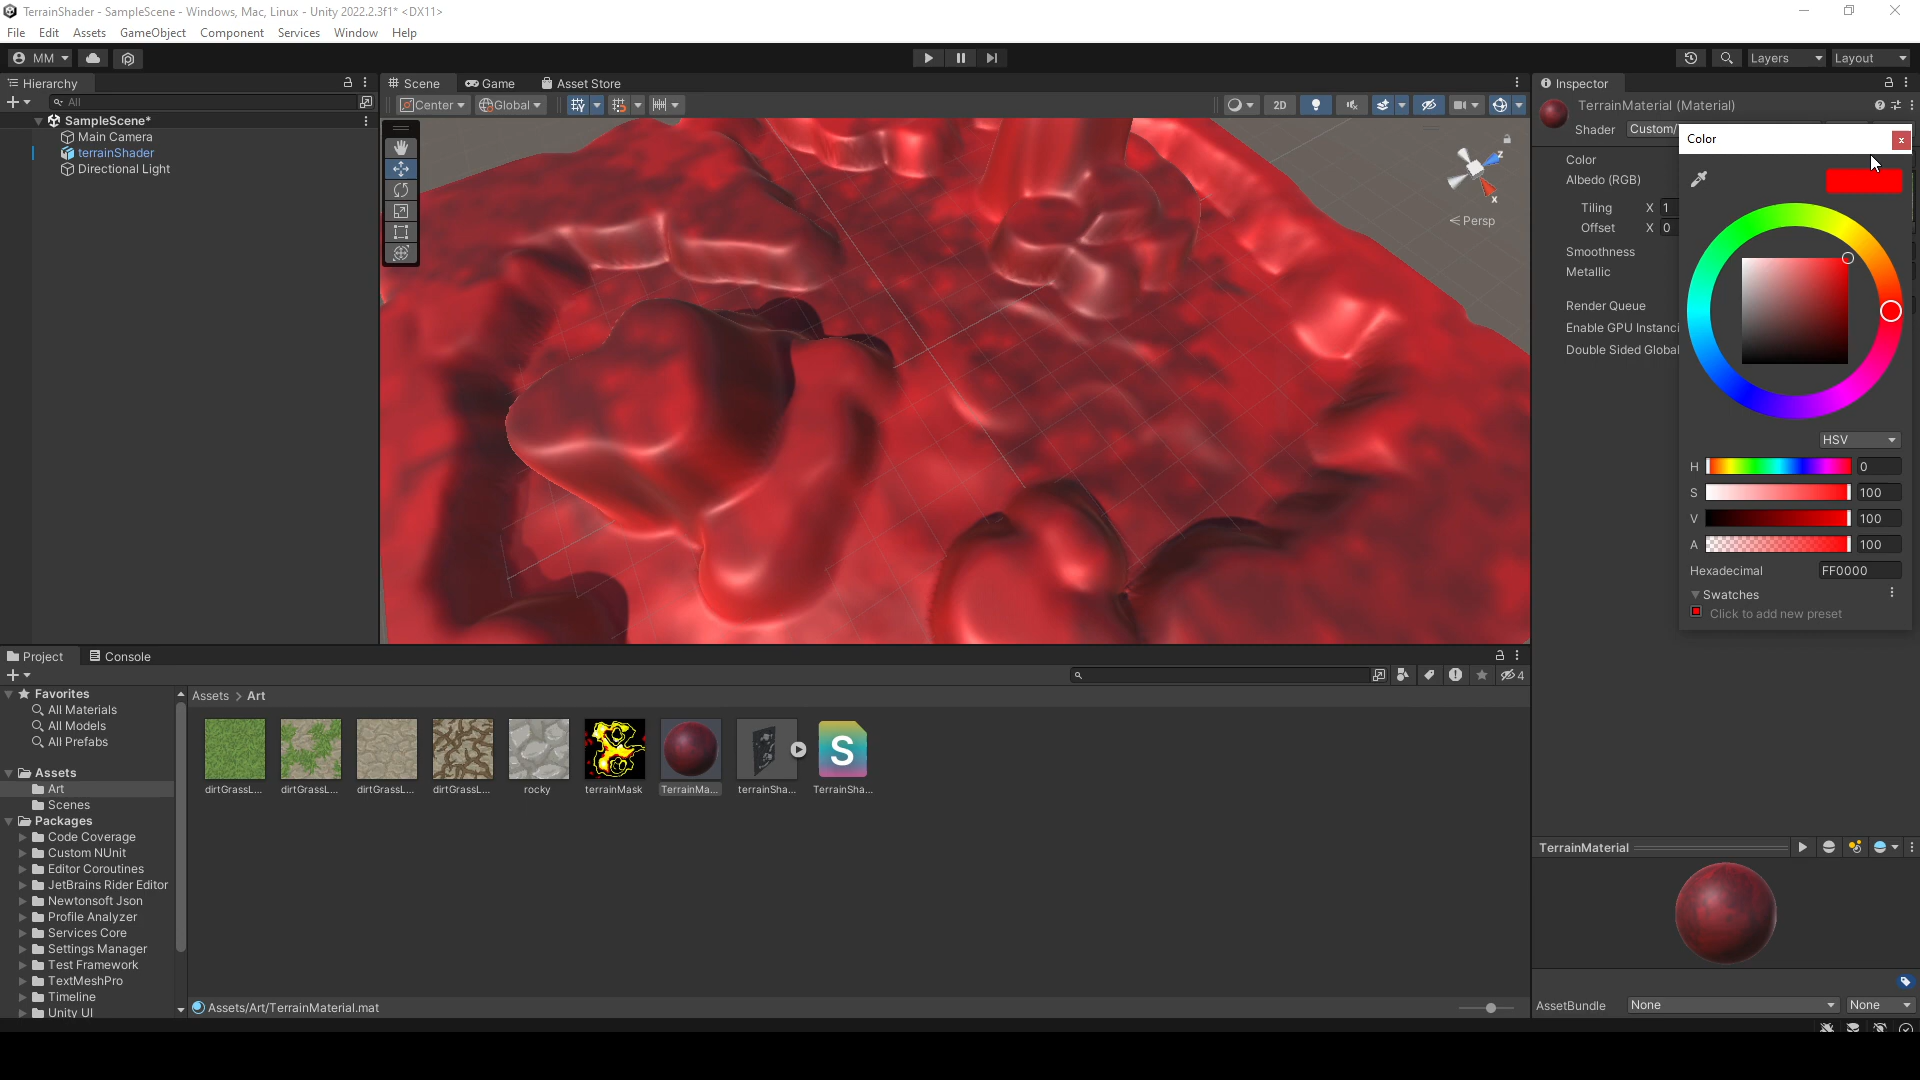 TerrainShader - SampleScene - Windows, Mac, Linux - Unity 2022.2.3f1* <DX11>
File Edit Assets GameObject Component Services Window Help
MM Layers Layout
Hierarchy
All
SampleScene*
Main Camera
terrainShader
Directional Light
Scene Game Asset Store
Center Global 2D
z
x
Persp
Inspector
TerrainMaterial (Material)
Shader Custom/
Color
Albedo (RGB)
Tiling X 1
Offset X 0
Smoothness
Metallic
Render Queue
Enable GPU Instanci
Double Sided Global
Color
HSV
H 0
S 100
V 100
A 100
Hexadecimal FF0000
Swatches
Click to add new preset
Project Console
4
Favorites
All Materials
All Models
All Prefabs
Assets
Art
Scenes
Packages
Code Coverage
Custom NUnit
Editor Coroutines
JetBrains Rider Editor
Newtonsoft Json
Profile Analyzer
Services Core
Settings Manager
Test Framework
TextMeshPro
Timeline
Unity UI
Assets > Art
S
dirtGrassL... dirtGrassL... dirtGrassL... dirtGrassL... rocky terrainMask TerrainMa... terrainSha... TerrainSha...
Assets/Art/TerrainMaterial.mat
TerrainMaterial
AssetBundle None None